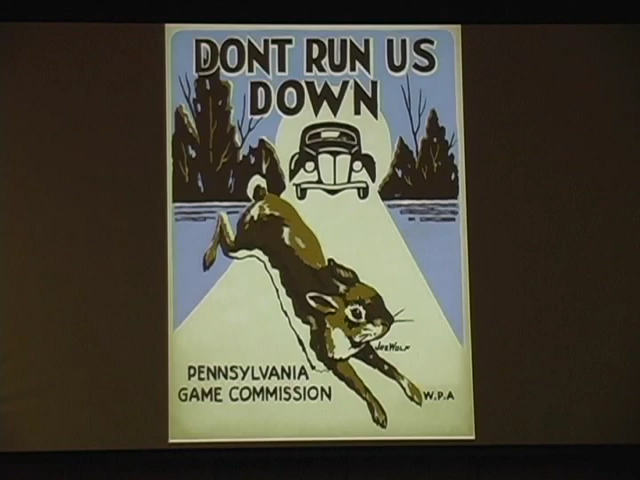 DONT RUN US
DOWN
JOE WOLF
PENNSYLVANIA
GAME COMMISSION
W.P.A